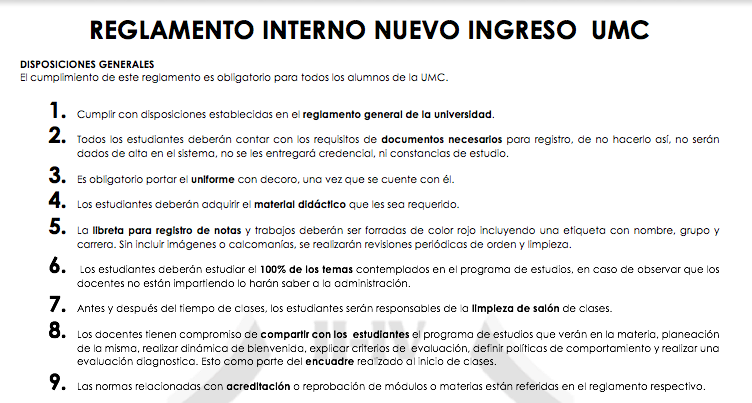 REGLAMENTO INTERNO NUEVO INGRESO UMC
DISPOSICIONES GENERALES
El cumplimiento de este reglamento es obligatorio para todos los alumnos de la UMC.
1. Cumplir con disposiciones establecidas en el reglamento general de la universidad.
2. Todos los estudiantes deberán contar con los requisitos de documentos necesarios para registro, de no hacerlo así, no serán
dados de alta en el sistema, no se les entregará credencial, ni constancias de estudio.
3. Es obligatorio portar el uniforme con decoro, una vez que se cuente con él.
4. Los estudiantes deberán adquirir el material didáctico que les sea requerido.
5. La libreta para registro de notas y trabajos deberán ser forradas de color rojo incluyendo una etiqueta con nombre, grupo y
carrera. Sin incluir imágenes o calcomanías, se realizarán revisiones periódicas de orden y limpieza.
6. Los estudiantes deberán estudiar el 100% de los temas contemplados en el programa de estudios, en caso de observar que los
docentes no están impartiendo lo harán saber a la administración.
7. Antes y después del tiempo de clases, los estudiantes serán responsables de la limpieza de salón de clases.
8. Los docentes tienen compromiso de compartir con los estudiantes el programa de estudios que verán en la materia, planeación
de la misma, realizar dinámica de bienvenida, explicar criterios de evaluación, definir políticas de comportamiento y realizar una
evaluación diagnostica. Esto como parte del encuadre realizado al inicio de clases.
9. Las normas relacionadas con acreditación o reprobación de módulos o materias están referidas en el reglamento respectivo.